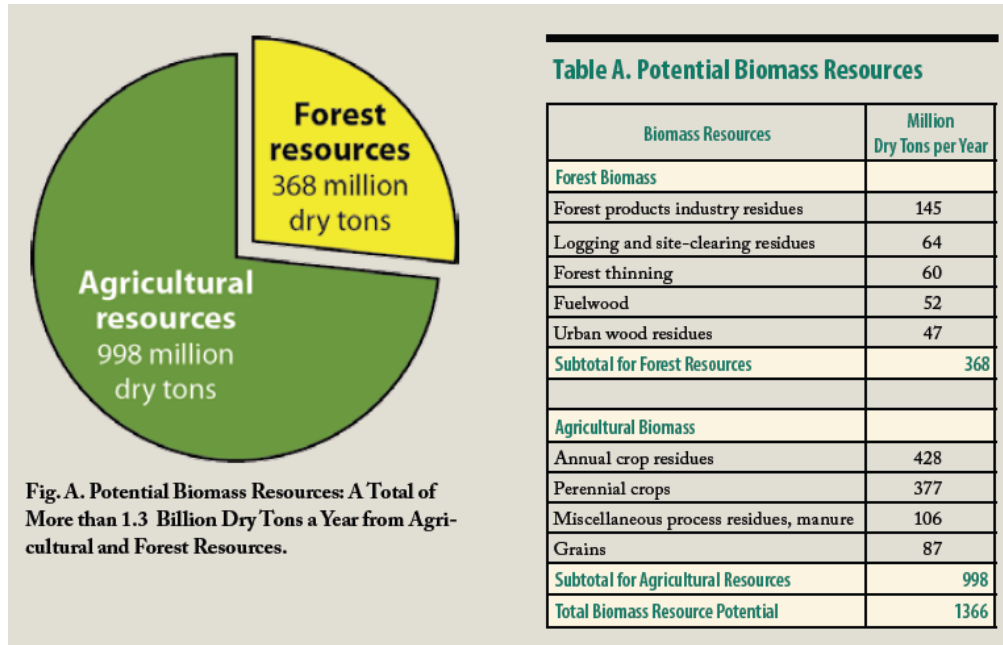 Forest
resources
368 million
dry tons
Agricultural
resources
998 million
dry tons
Fig. A. Potential Biomass Resources: A Total of
More than 1.3 Billion Dry Tons a Year from Agri-
cultural and Forest Resources.
Table A. Potential Biomass Resources
Biomass Resources Million
Dry Tons per Year
Forest Biomass
Forest products industry residues 145
Logging and site-clearing residues 64
Forest thinning 60
Fuelwood 52
Urban wood residues 47
Subtotal for Forest Resources 368
Agricultural Biomass
Annual crop residues 428
Perennial crops 377
Miscellaneous process residues, manure 106
Grains 87
Subtotal for Agricultural Resources 998
Total Biomass Resource Potential 1366